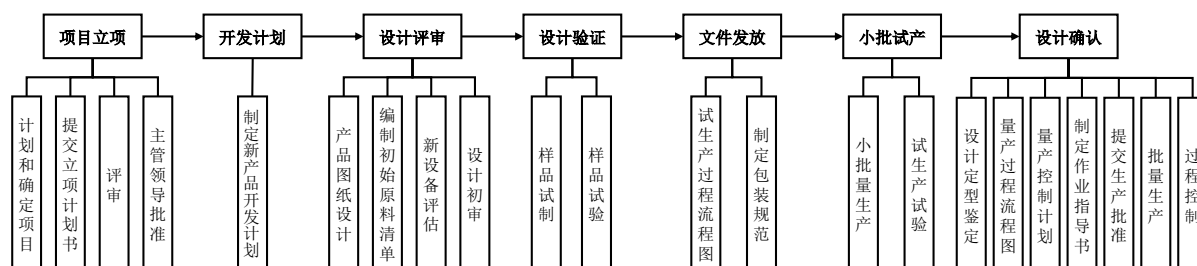 项目立项
开发计划
设计评审
设计验证
文件发放
小批试产
设计确认
计划和确定项目
提交立项计划书
评审
主管领导批准
制定新产品开发计划
产品图纸设计
编制初始原料清单
新设备评估
设计初审
样品试制
样品试验
试生产过程流程图
制定包装规范
小批量生产
试生产试验
设计定型鉴定
量产过程流程图
量产控制计划
制定作业指导书
提交生产批准
批量生产
过程控制